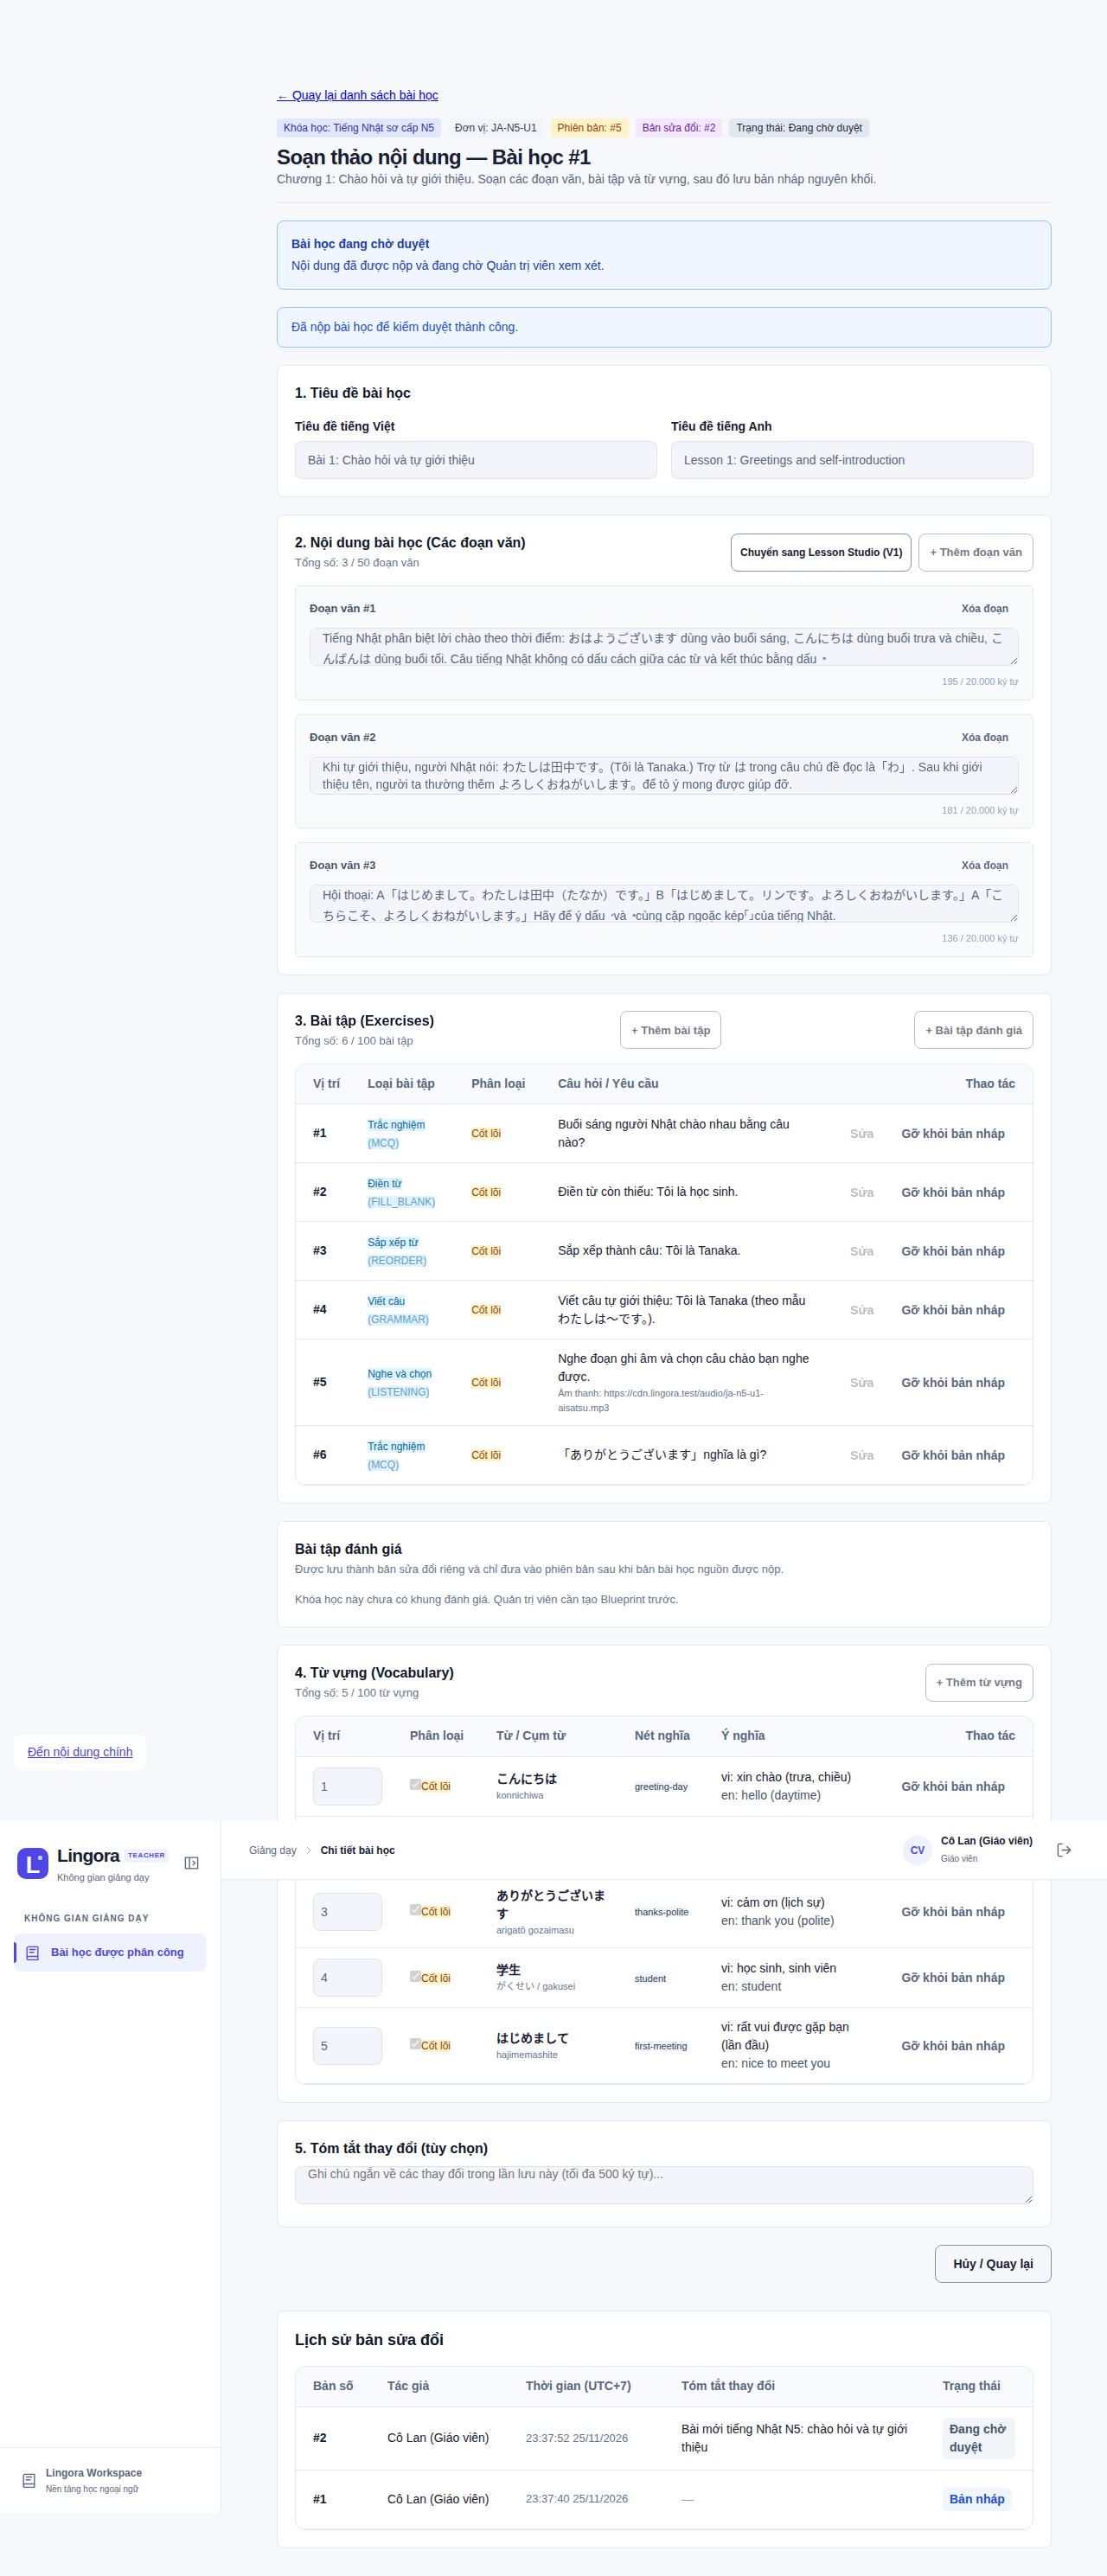 ← Quay lại danh sách bài học
Khóa học: Tiếng Nhật sơ cấp N5
Đơn vị: JA-N5-U1
Phiên bản: #5
Bản sửa đổi: #2
Trạng thái: Đang chờ duyệt
Soạn thảo nội dung — Bài học #1
Chương 1: Chào hỏi và tự giới thiệu. Soạn các đoạn văn, bài tập và từ vựng, sau đó lưu bản nháp nguyên khối.
Bài học đang chờ duyệt
Nội dung đã được nộp và đang chờ Quản trị viên xem xét.
Đã nộp bài học để kiểm duyệt thành công.
1. Tiêu đề bài học
Tiêu đề tiếng Việt
Tiêu đề tiếng Anh
Bài 1: Chào hỏi và tự giới thiệu
Lesson 1: Greetings and self-introduction
2. Nội dung bài học (Các đoạn văn)
Tổng số: 3 / 50 đoạn văn
Chuyển sang Lesson Studio (V1)
+ Thêm đoạn văn
Đoạn văn #1
Xóa đoạn
Tiếng Nhật phân biệt lời chào theo thời điểm: おはようございます dùng vào buổi sáng, こんにちは dùng buổi trưa và chiều, こ
んばんは dùng buổi tối. Câu tiếng Nhật không có dấu cách giữa các từ và kết thúc bằng dấu 。
195 / 20.000 ký tự
Đoạn văn #2
Xóa đoạn
Khi tự giới thiệu, người Nhật nói: わたしは田中です。(Tôi là Tanaka.) Trợ từ は trong câu chủ đề đọc là「わ」. Sau khi giới
thiệu tên, người ta thường thêm よろしくおねがいします。để tỏ ý mong được giúp đỡ.
181 / 20.000 ký tự
Đoạn văn #3
Xóa đoạn
Hội thoại: A「はじめまして。わたしは田中（たなか）です。」B「はじめまして。リンです。よろしくおねがいします。」A「こ
ちらこそ、よろしくおねがいします。」Hãy để ý dấu 、và 。cùng cặp ngoặc kép「」của tiếng Nhật.
136 / 20.000 ký tự
3. Bài tập (Exercises)
Tổng số: 6 / 100 bài tập
+ Thêm bài tập
+ Bài tập đánh giá
Vị trí
Loại bài tập
Phân loại
Câu hỏi / Yêu cầu
Thao tác
#1
Trắc nghiệm
(MCQ)
Cốt lõi
Buổi sáng người Nhật chào nhau bằng câu
nào?
Sửa
Gỡ khỏi bản nháp
#2
Điền từ
(FILL_BLANK)
Cốt lõi
Điền từ còn thiếu: Tôi là học sinh.
Sửa
Gỡ khỏi bản nháp
#3
Sắp xếp từ
(REORDER)
Cốt lõi
Sắp xếp thành câu: Tôi là Tanaka.
Sửa
Gỡ khỏi bản nháp
#4
Viết câu
(GRAMMAR)
Cốt lõi
Viết câu tự giới thiệu: Tôi là Tanaka (theo mẫu
わたしは〜です。).
Sửa
Gỡ khỏi bản nháp
#5
Nghe và chọn
(LISTENING)
Cốt lõi
Nghe đoạn ghi âm và chọn câu chào bạn nghe
được.
Âm thanh: https://cdn.lingora.test/audio/ja-n5-u1-
aisatsu.mp3
Sửa
Gỡ khỏi bản nháp
#6
Trắc nghiệm
(MCQ)
Cốt lõi
「ありがとうございます」nghĩa là gì?
Sửa
Gỡ khỏi bản nháp
Bài tập đánh giá
Được lưu thành bản sửa đổi riêng và chỉ đưa vào phiên bản sau khi bản bài học nguồn được nộp.
Khóa học này chưa có khung đánh giá. Quản trị viên cần tạo Blueprint trước.
4. Từ vựng (Vocabulary)
Tổng số: 5 / 100 từ vựng
+ Thêm từ vựng
Vị trí
Phân loại
Từ / Cụm từ
Nét nghĩa
Ý nghĩa
Thao tác
Đến nội dung chính
1
Cốt lõi
こんにちは
konnichiwa
greeting-day
vi: xin chào (trưa, chiều)
en: hello (daytime)
Gỡ khỏi bản nháp
Lingora
TEACHER
Không gian giảng dạy
Giảng dạy
Chi tiết bài học
CV
Cô Lan (Giáo viên)
Giáo viên
KHÔNG GIAN GIẢNG DẠY
Bài học được phân công
3
Cốt lõi
ありがとうございま
す
arigatō gozaimasu
thanks-polite
vi: cảm ơn (lịch sự)
en: thank you (polite)
Gỡ khỏi bản nháp
4
Cốt lõi
学生
がくせい / gakusei
student
vi: học sinh, sinh viên
en: student
Gỡ khỏi bản nháp
5
Cốt lõi
はじめまして
hajimemashite
first-meeting
vi: rất vui được gặp bạn
(lần đầu)
en: nice to meet you
Gỡ khỏi bản nháp
5. Tóm tắt thay đổi (tùy chọn)
Ghi chú ngắn về các thay đổi trong lần lưu này (tối đa 500 ký tự)...
Hủy / Quay lại
Lịch sử bản sửa đổi
Bản số
Tác giả
Thời gian (UTC+7)
Tóm tắt thay đổi
Trạng thái
#2
Cô Lan (Giáo viên)
23:37:52 25/11/2026
Bài mới tiếng Nhật N5: chào hỏi và tự giới
thiệu
Đang chờ
duyệt
#1
Cô Lan (Giáo viên)
23:37:40 25/11/2026
—
Bản nháp
Lingora Workspace
Nền tảng học ngoại ngữ